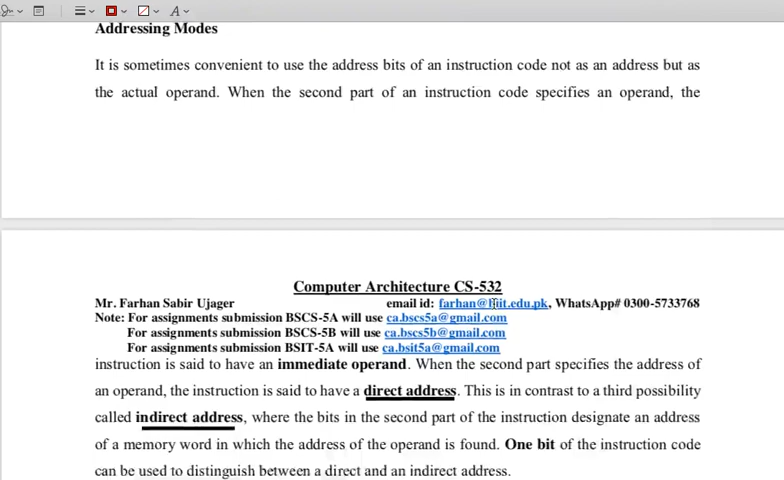 A
Addressing Modes
It is sometimes convenient to use the address bits of an instruction code not as an address but as
the actual operand. When the second part of an instruction code specifies an operand, the
Computer Architecture CS-532
Mr. Farhan Sabir Ujager email id: farhan@biit.edu.pk, WhatsApp# 0300-5733768
Note: For assignments submission BSCS-5A will use ca.bscs5a@gmail.com
For assignments submission BSCS-5B will use ca.bscs5b@gmail.com
For assignments submission BSIT-5A will use ca.bsit5a@gmail.com
instruction is said to have an immediate operand. When the second part specifies the address of
an operand, the instruction is said to have a direct address. This is in contrast to a third possibility
called indirect address, where the bits in the second part of the instruction designate an address
of a memory word in which the address of the operand is found. One bit of the instruction code
can be used to distinguish between a direct and an indirect address.